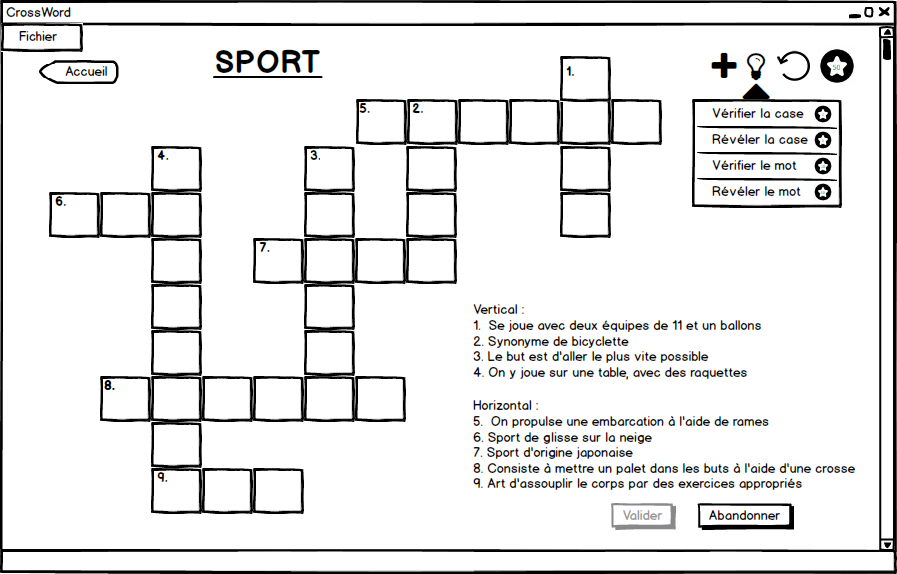 CrossWord
Fichier
Accueil
SPORT
50
Vérifier la case
Révéler la case
Vérifier le mot
Révéler le mot
1.
5.
2.
4.
3.
6.
7.
8.
9.
Vertical :
1. Se joue avec deux équipes de 11 et un ballons
2. Synonyme de bicyclette
3. Le but est d'aller le plus vite possible
4. On y joue sur une table, avec des raquettes
Horizontal :
5. On propulse une embarcation à l'aide de rames
6. Sport de glisse sur la neige
7. Sport d'origine japonaise
8. Consiste à mettre un palet dans les buts à l'aide d'une crosse
9. Art d'assouplir le corps par des exercices appropriés
Valider
Abandonner